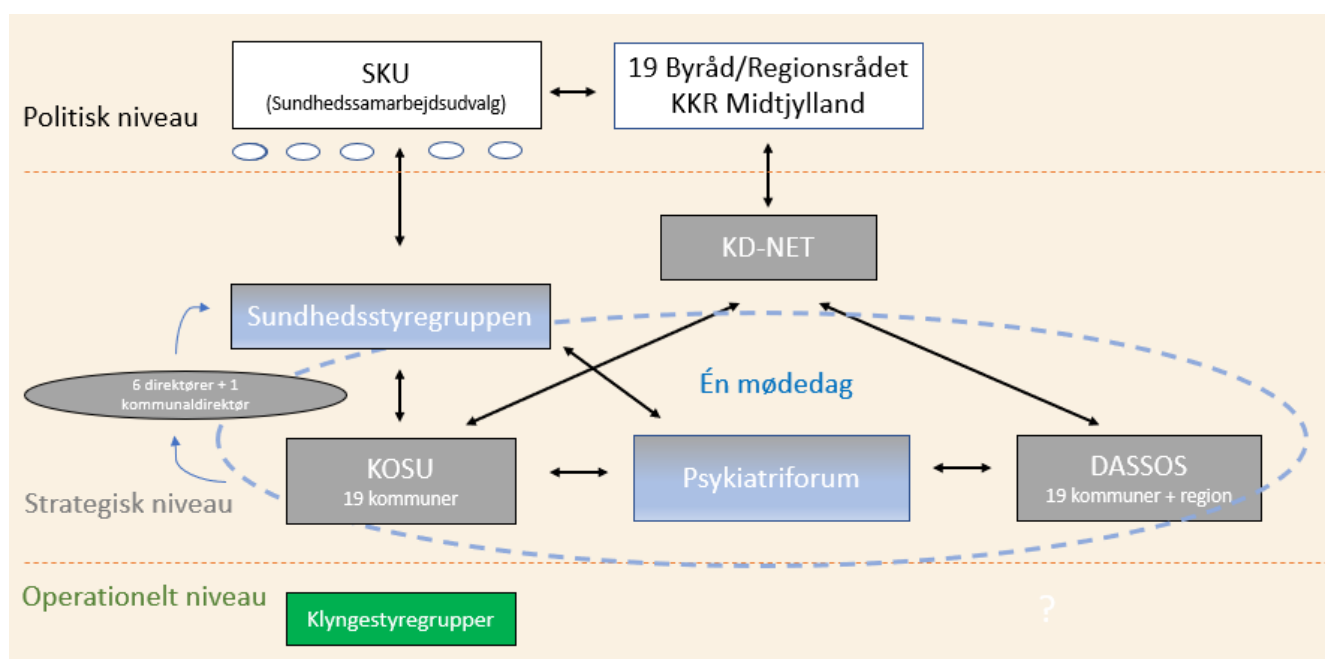 SKU
(Sundhedssamarbejdsudvalg)
19 Byråd/Regionsrådet
KKR Midtjylland
Politisk niveau
KD-NET
Sundhedsstyregruppen
6 direktører + 1
kommunaldirektør
Én mødedag
KOSU
19 kommuner
Psykiatriforum
DASSOS
19 kommuner + region
Strategisk niveau
Operationelt niveau
Klyngestyregrupper
?